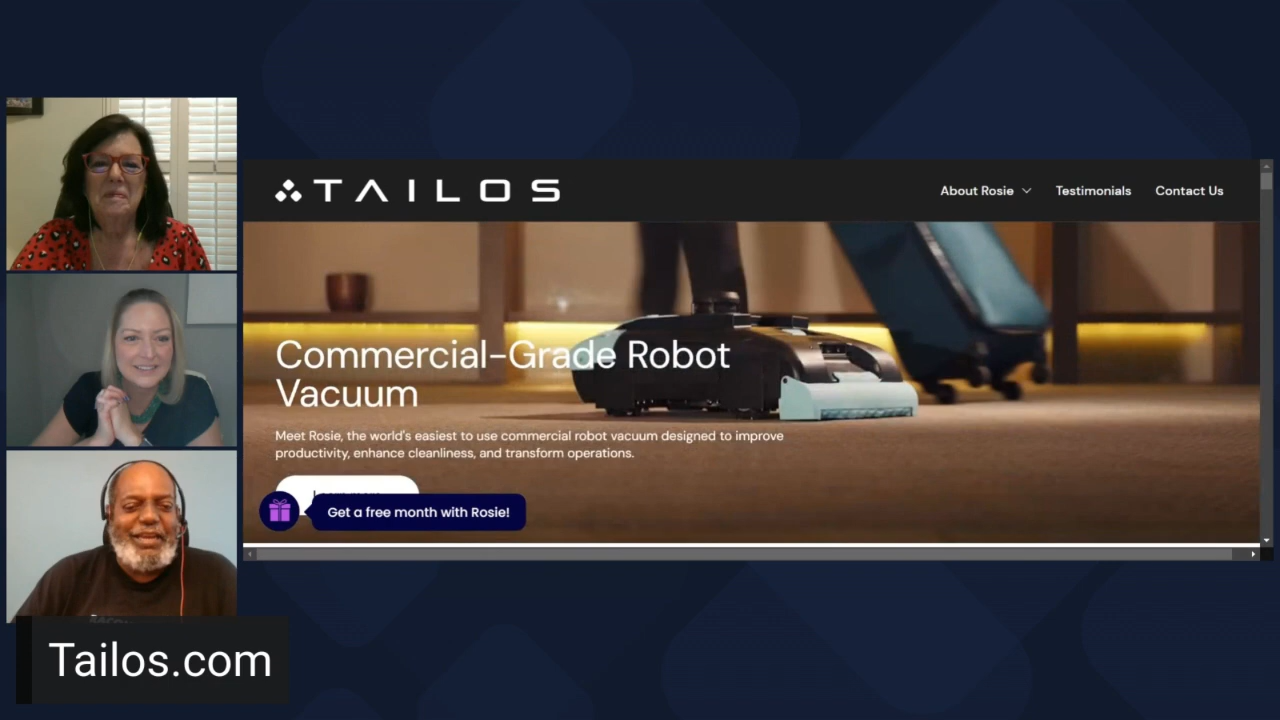 TAILOS
About Rosie
Testimonials
Contact Us
Commercial-Grade Robot
Vacuum
Meet Rosie, the world's easiest to use commercial robot vacuum designed to improve
productivity, enhance cleanliness, and transform operations.
Get a free month with Rosie!
Tailos.com